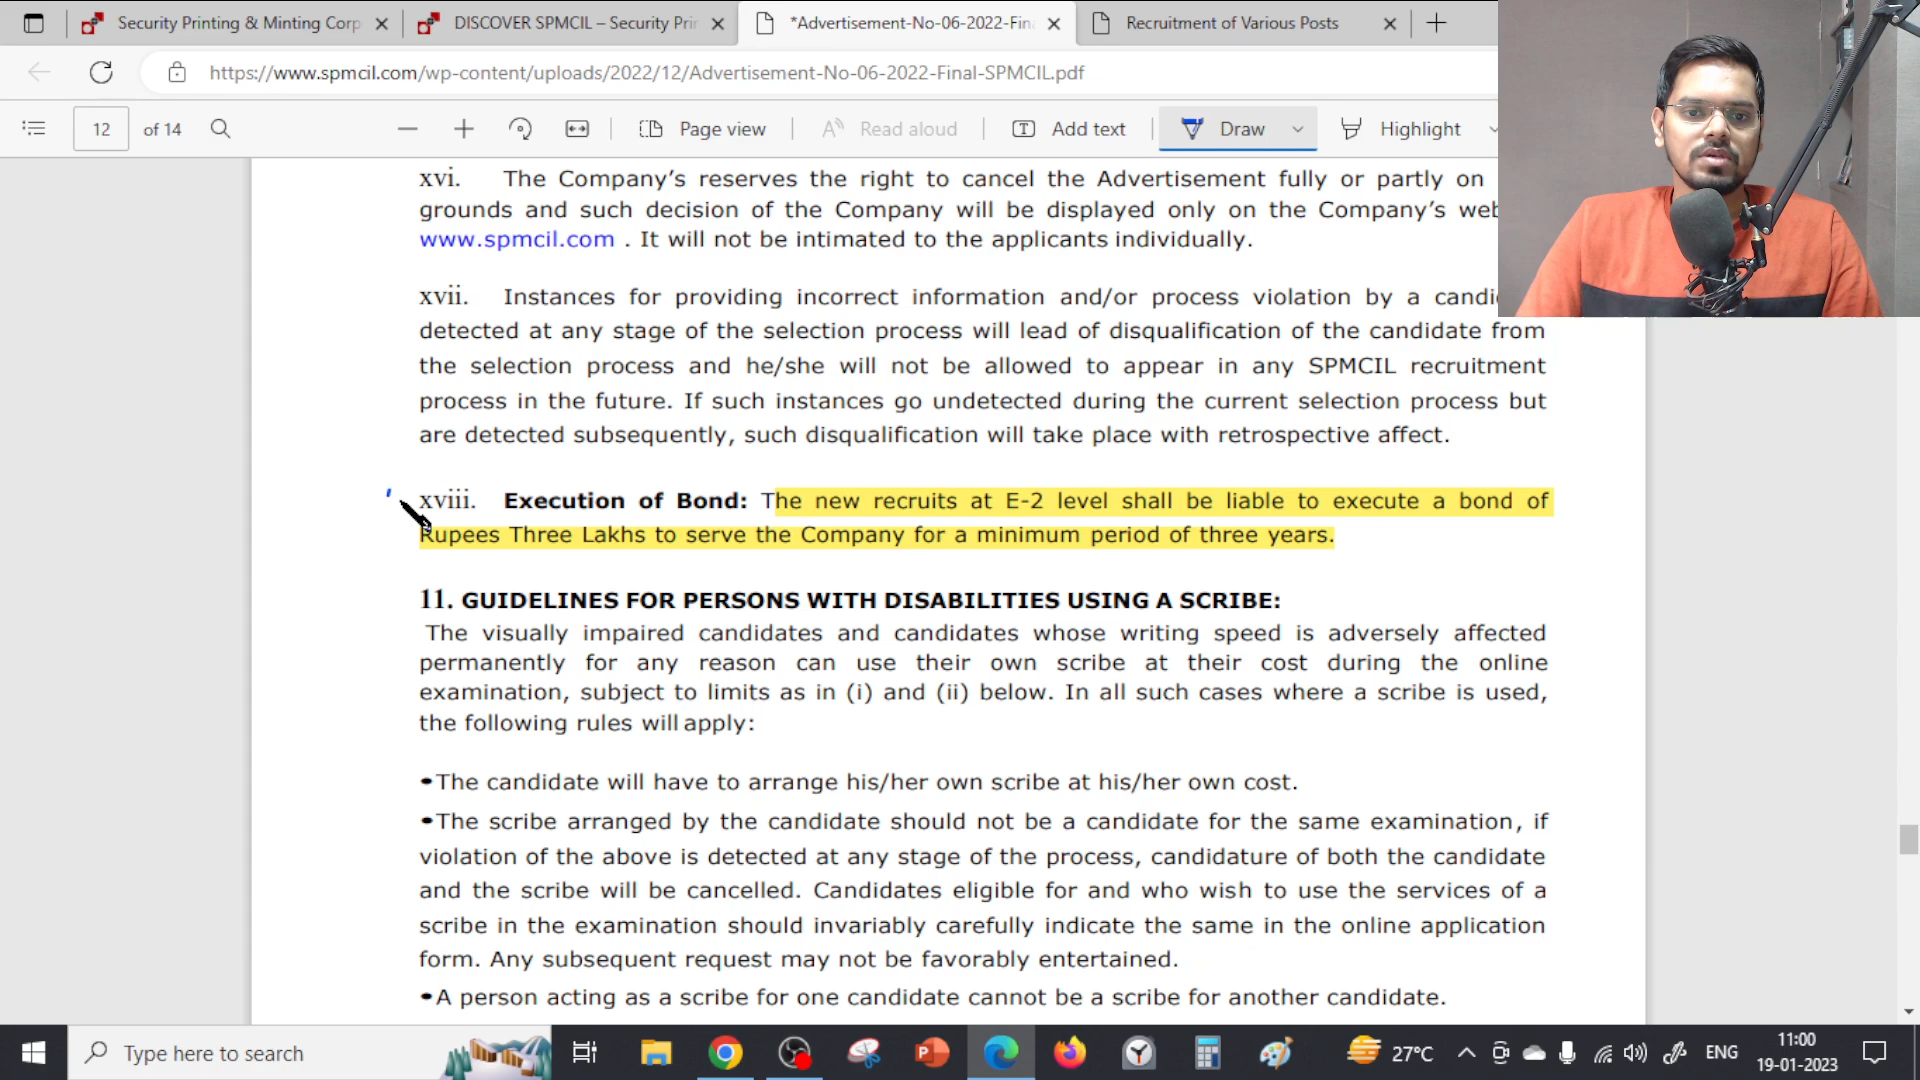 Security Printing & Minting Corp
DISCOVER SPMCIL – Security Prin
*Advertisement-No-06-2022-Fin
Recruitment of Various Posts
https://www.spmcil.com/wp-content/uploads/2022/12/Advertisement-No-06-2022-Final-SPMCIL.pdf
12 of 14
Page view
Read aloud
Add text
Draw
Highlight
xvi. The Company’s reserves the right to cancel the Advertisement fully or partly on
grounds and such decision of the Company will be displayed only on the Company’s web
www.spmcil.com . It will not be intimated to the applicants individually.
xvii. Instances for providing incorrect information and/or process violation by a candi
detected at any stage of the selection process will lead of disqualification of the candidate from
the selection process and he/she will not be allowed to appear in any SPMCIL recruitment
process in the future. If such instances go undetected during the current selection process but
are detected subsequently, such disqualification will take place with retrospective affect.
xviii. Execution of Bond: The new recruits at E-2 level shall be liable to execute a bond of
Rupees Three Lakhs to serve the Company for a minimum period of three years.
11. GUIDELINES FOR PERSONS WITH DISABILITIES USING A SCRIBE:
The visually impaired candidates and candidates whose writing speed is adversely affected
permanently for any reason can use their own scribe at their cost during the online
examination, subject to limits as in (i) and (ii) below. In all such cases where a scribe is used,
the following rules will apply:
•The candidate will have to arrange his/her own scribe at his/her own cost.
•The scribe arranged by the candidate should not be a candidate for the same examination, if
violation of the above is detected at any stage of the process, candidature of both the candidate
and the scribe will be cancelled. Candidates eligible for and who wish to use the services of a
scribe in the examination should invariably carefully indicate the same in the online application
form. Any subsequent request may not be favorably entertained.
•A person acting as a scribe for one candidate cannot be a scribe for another candidate.
Type here to search
27°C
ENG
11:00
19-01-2023